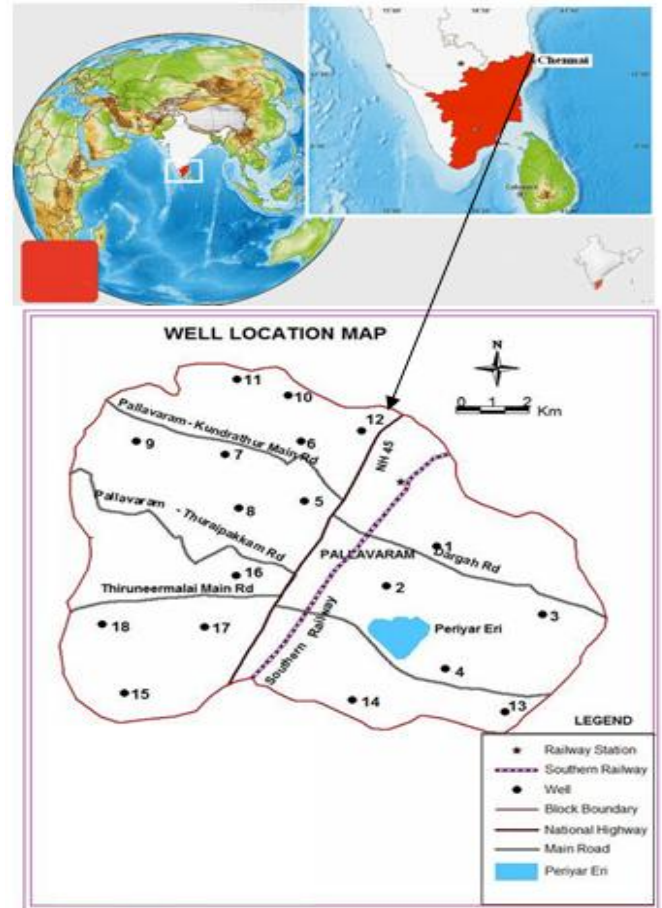 Chennai
Colombo
WELL LOCATION MAP
N
0 1 2
Km
11
10
12
Pallavaram - Kundrathur Main Rd
9
7
6
NH 45
8
5
Pallavaram - Thuraipakkam Rd
1
PALLAVARAM
Dargah Rd
16
2
Thiruneermalai Main Rd
3
18
17
Southern Railway
Periyar Eri
4
15
14
13
LEGEND
Railway Station
Southern Railway
Well
Block Boundary
National Highway
Main Road
Periyar Eri